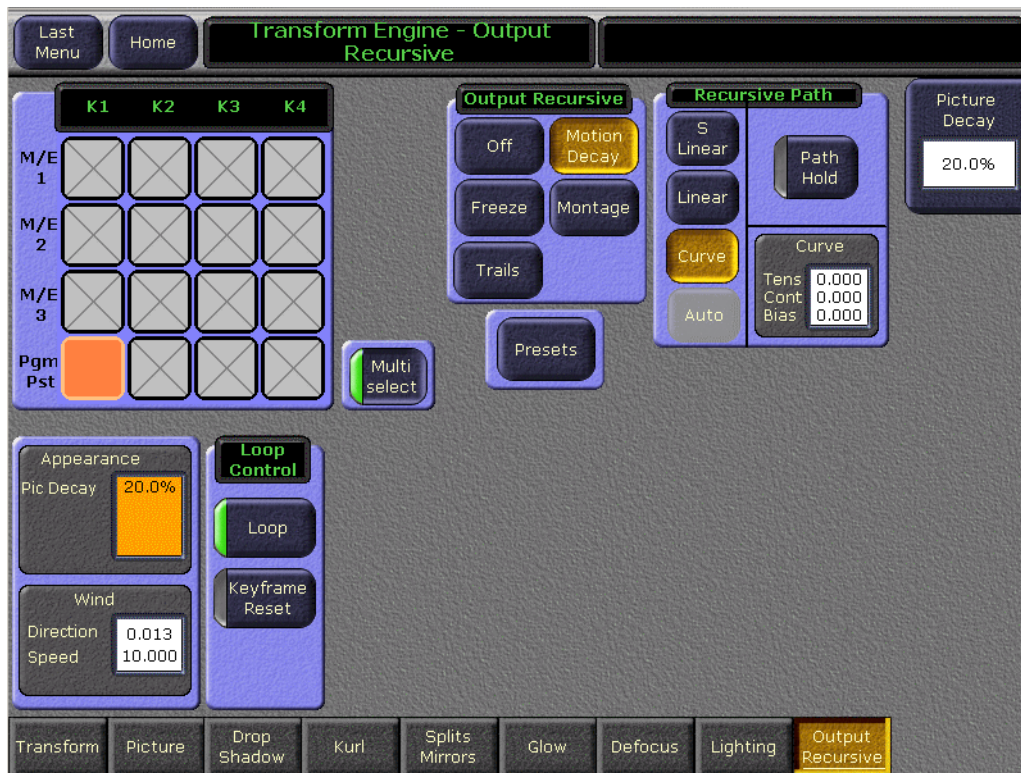 Last
Menu
Home
Transform Engine - Output
Recursive
K1 K2 K3 K4
M/E
1
M/E
2
M/E
3
Pgm
Pst
Multi
select
Output Recursive
Off
Motion
Decay
Freeze
Montage
Trails
Presets
Recursive Path
S
Linear
Linear
Curve
Auto
Path
Hold
Curve
Tens 0.000
Cont 0.000
Bias 0.000
Picture
Decay
20.0%
Appearance
Pic Decay 20.0%
Wind
Direction 0.013
Speed 10.000
Loop
Control
Loop
Keyframe
Reset
Transform
Picture
Drop
Shadow
Kurl
Splits
Mirrors
Glow
Defocus
Lighting
Output
Recursive